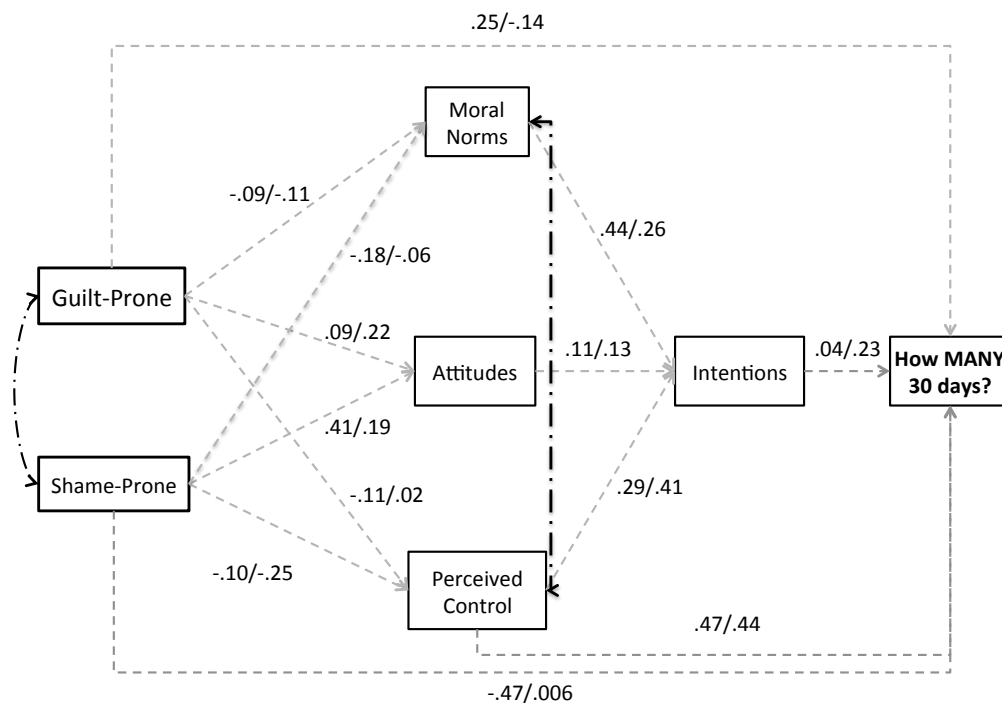 .25/-.14
Moral
Norms
-.09/-.11
.44/.26
-.18/-.06
Guilt-Prone
.09/.22
.11/.13
.04/.23
How MANY
30 days?
Attitudes
Intentions
.41/.19
Shame-Prone
-.11/.02
.29/.41
-.10/-.25
Perceived
Control
.47/.44
-.47/.006